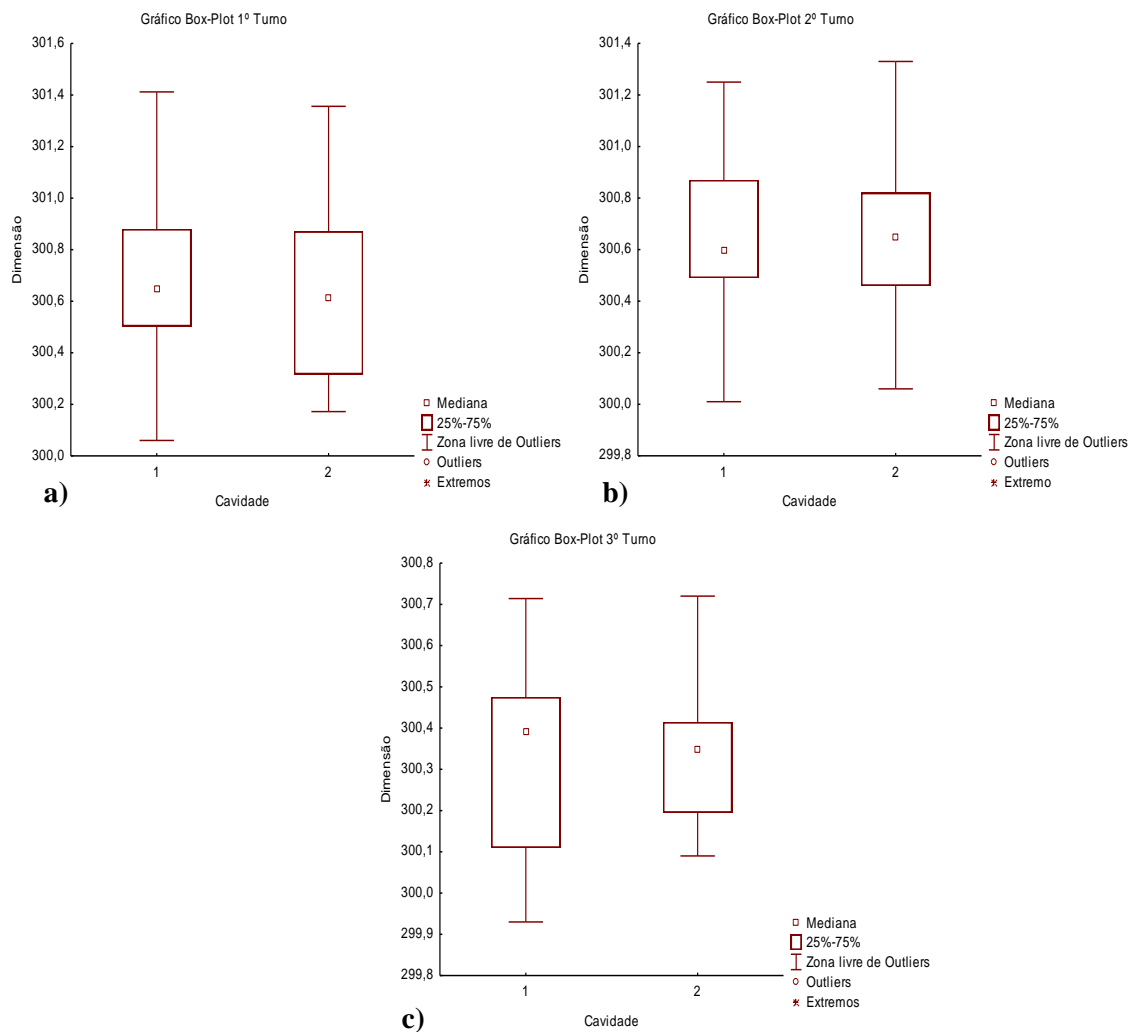 Gráfico Box-Plot 1º Turno
301,6
301,4
301,2
301,0
300,8
300,6
300,4
300,2
300,0
Dimensão
1 2
Cavidade
Mediana
25%-75%
Zona livre de Outliers
Outliers
Extremos
a)
Gráfico Box-Plot 2º Turno
301,4
301,2
301,0
300,8
300,6
300,4
300,2
300,0
299,8
Dimensão
1 2
Cavidade
Mediana
25%-75%
Zona livre de Outliers
Outliers
Extremo
b)
Gráfico Box-Plot 3º Turno
300,8
300,7
300,6
300,5
300,4
300,3
300,2
300,1
300,0
299,9
299,8
Dimensão
1 2
Cavidade
Mediana
25%-75%
Zona livre de Outliers
Outliers
Extremos
c)